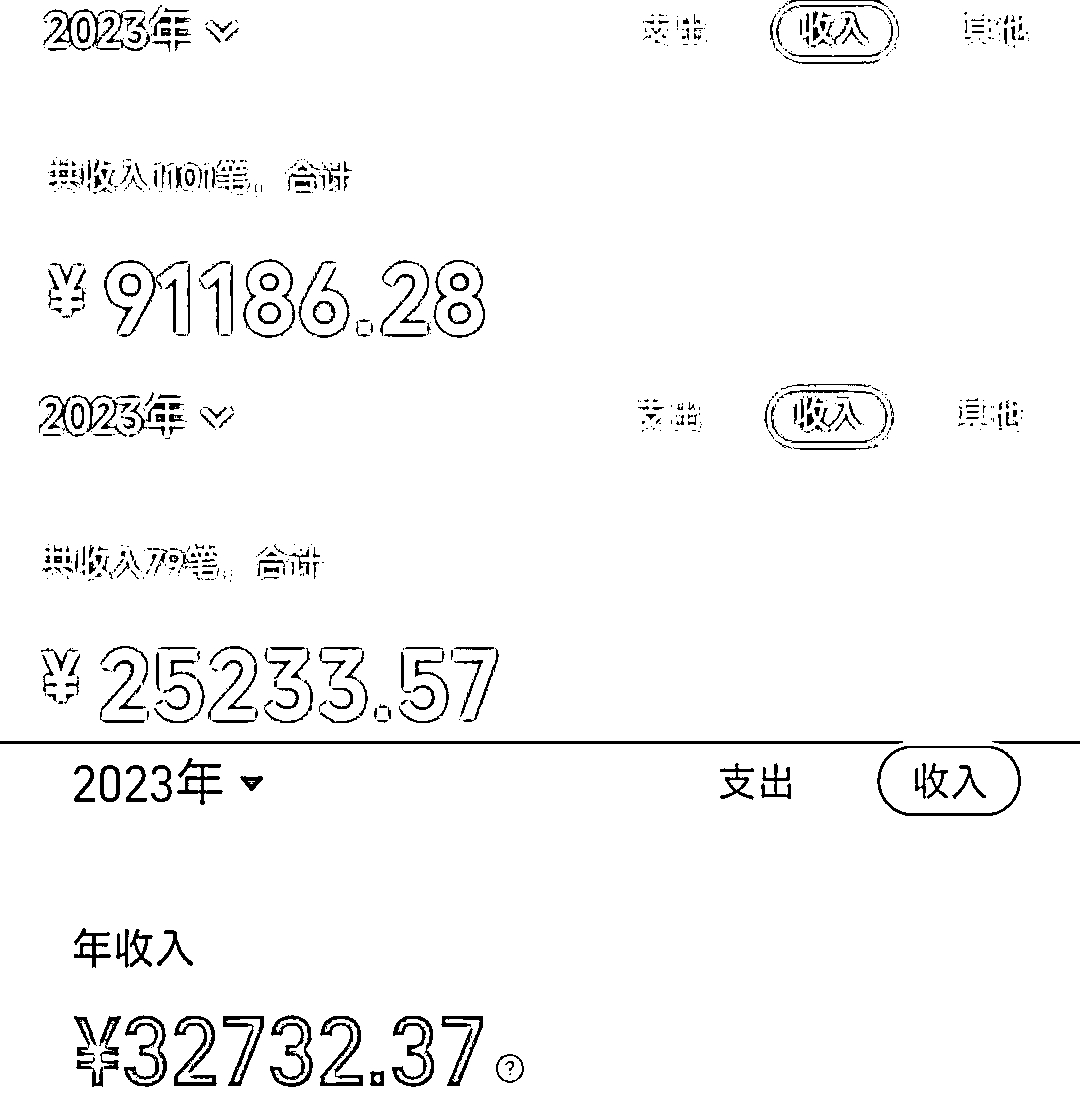 2023年 支出 收入 其他
共收入1101笔，合计
¥91186.28
2023年 支出 收入 其他
共收入79笔，合计
¥25233.57
2023年 支出 收入
年收入
¥32732.37 ?